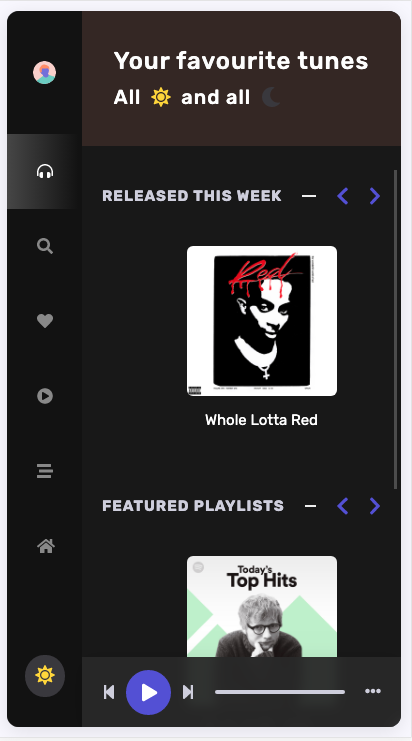 Your favourite tunes
All and all
RELEASED THIS WEEK
Red
Whole Lotta Red
FEATURED PLAYLISTS
Today's
Top Hits